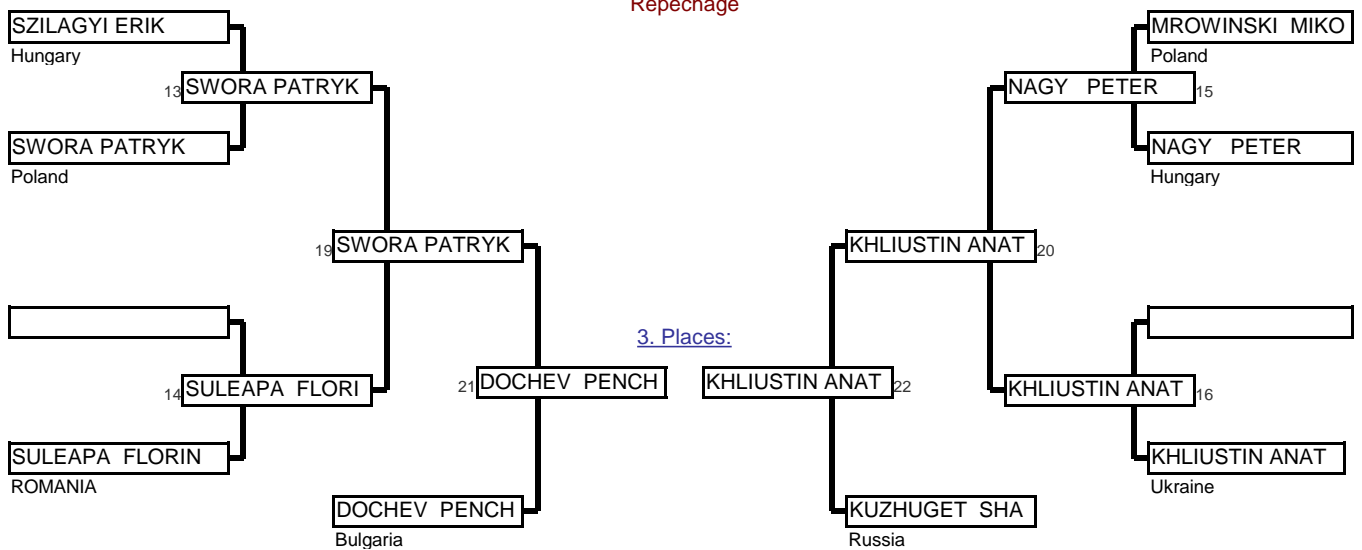 Repechage
SZILAGYI ERIK
MROWINSKI MIKO
Hungary
Poland
13 SWORA PATRYK
NAGY PETER 15
SWORA PATRYK
NAGY PETER
Poland
Hungary
19 SWORA PATRYK
KHLIUSTIN ANAT 20
3. Places:
14 SULEAPA FLORI
21 DOCHEV PENCH
KHLIUSTIN ANAT 22
KHLIUSTIN ANAT 16
SULEAPA FLORIN
KHLIUSTIN ANAT
ROMANIA
Ukraine
DOCHEV PENCH
KUZHUGET SHA
Bulgaria
Russia